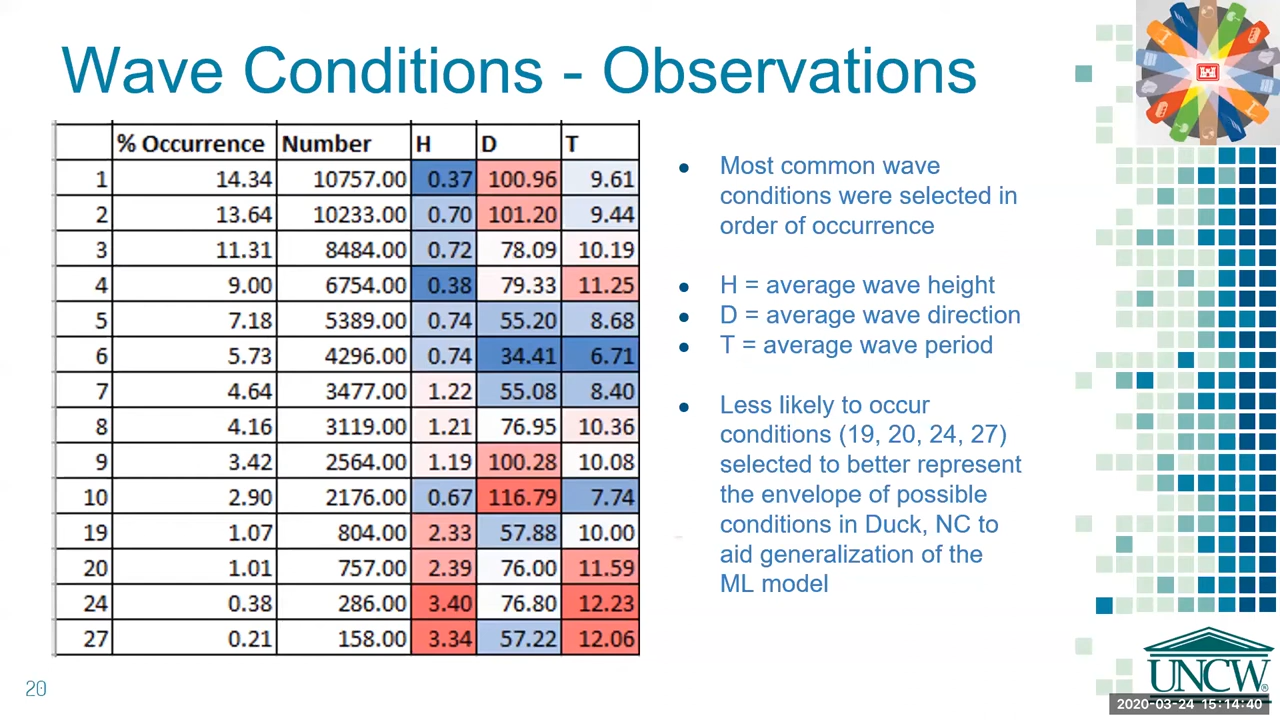 Wave Conditions - Observations
% Occurrence Number H D T
1 14.34 10757.00 0.37 100.96 9.61
2 13.64 10233.00 0.70 101.20 9.44
3 11.31 8484.00 0.72 78.09 10.19
4 9.00 6754.00 0.38 79.33 11.25
5 7.18 5389.00 0.74 55.20 8.68
6 5.73 4296.00 0.74 34.41 6.71
7 4.64 3477.00 1.22 55.08 8.40
8 4.16 3119.00 1.21 76.95 10.36
9 3.42 2564.00 1.19 100.28 10.08
10 2.90 2176.00 0.67 116.79 7.74
19 1.07 804.00 2.33 57.88 10.00
20 1.01 757.00 2.39 76.00 11.59
24 0.38 286.00 3.40 76.80 12.23
27 0.21 158.00 3.34 57.22 12.06
● Most common wave
conditions were selected in
order of occurrence
● H = average wave height
● D = average wave direction
● T = average wave period
● Less likely to occur
conditions (19, 20, 24, 27)
selected to better represent
the envelope of possible
conditions in Duck, NC to
aid generalization of the
ML model
20
UNCW®
2020-03-24 15:14:40